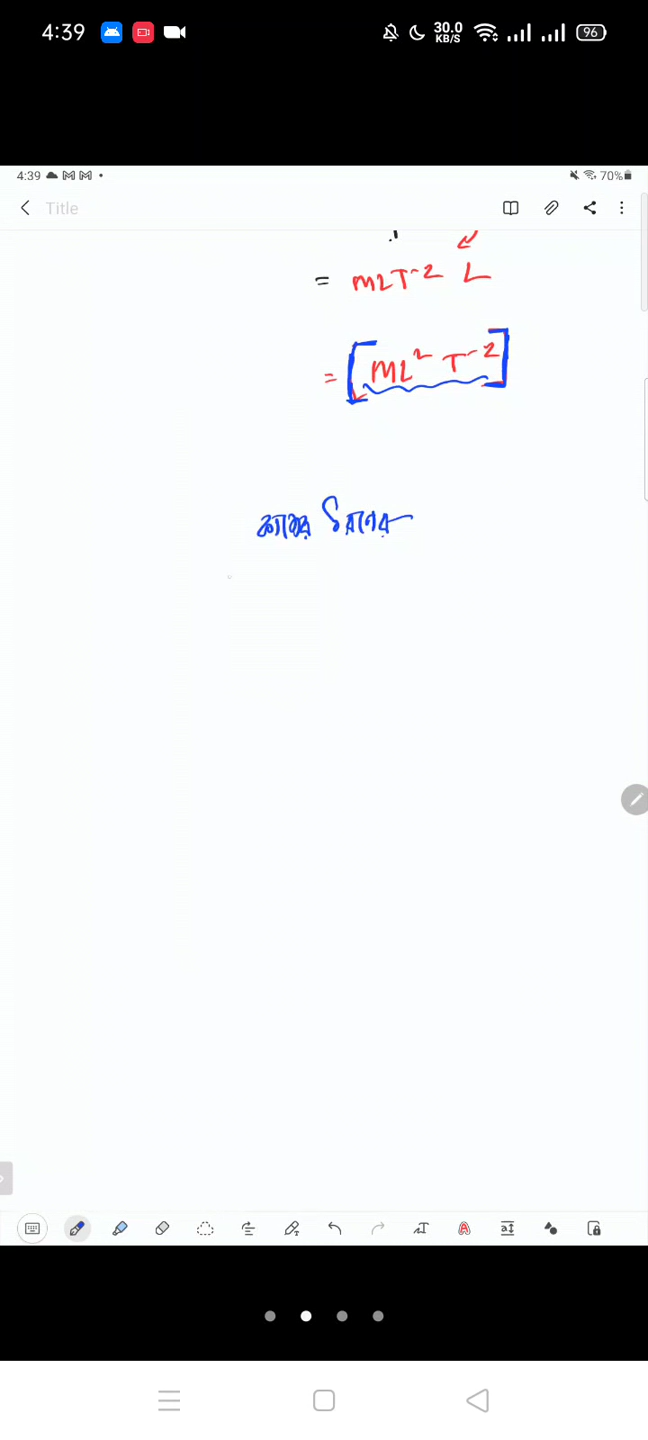 4:39 30.0 KB/S 96
4:39 70%
Title
= MLT⁻² L
= [ML² T⁻²]
কাজের